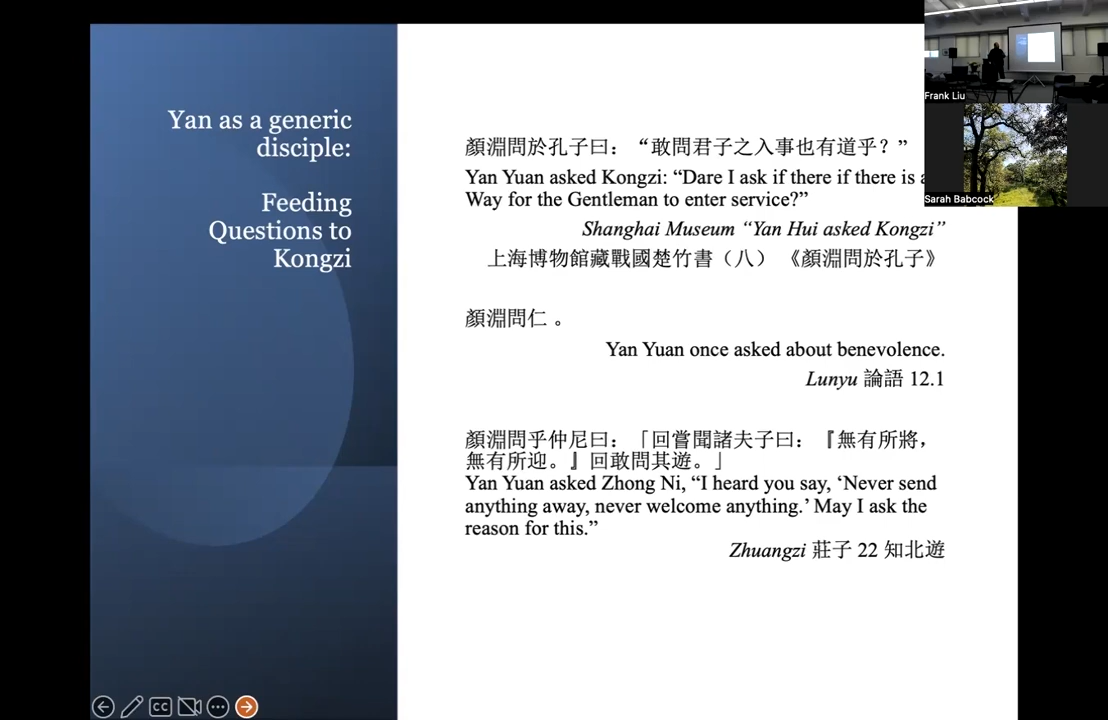 Yan as a generic
disciple:
Feeding
Questions to
Kongzi
顏淵問於孔子曰：“敢問君子之入事也有道乎？”
Yan Yuan asked Kongzi: “Dare I ask if there if there is a
Way for the Gentleman to enter service?”
Shanghai Museum “Yan Hui asked Kongzi”
上海博物館藏戰國楚竹書（八）《顏淵問於孔子》
顏淵問仁 。
Yan Yuan once asked about benevolence.
Lunyu 論語 12.1
顏淵問乎仲尼曰：「回嘗聞諸夫子曰：『無有所將，
無有所迎。』回敢問其遊。」
Yan Yuan asked Zhong Ni, “I heard you say, ‘Never send
anything away, never welcome anything.’ May I ask the
reason for this.”
Zhuangzi 莊子 22 知北遊
Frank Liu
Sarah Babcock
CC